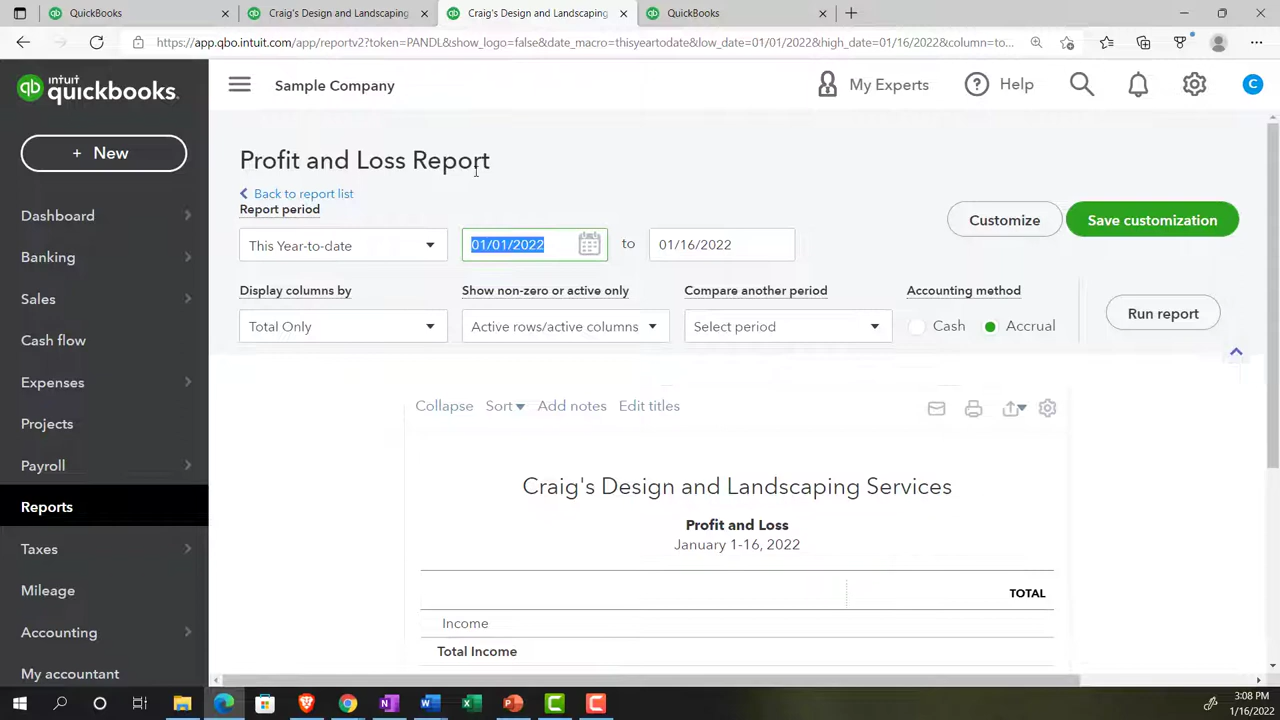 QuickBooks
Craig's Design and Landscaping
Craig's Design and Landscaping
QuickBooks
https://app.qbo.intuit.com/app/reportv2?token=PANDL&show_logo=false&date_macro=thisyeartodate&low_date=01/01/2022&high_date=01/16/2022&column=to...
intuit
quickbooks.
Sample Company
My Experts
Help
C
+ New
Dashboard
Banking
Sales
Cash flow
Expenses
Projects
Payroll
Reports
Taxes
Mileage
Accounting
My accountant
Profit and Loss Report
Back to report list
Report period
This Year-to-date
01/01/2022
to
01/16/2022
Customize
Save customization
Display columns by
Show non-zero or active only
Compare another period
Accounting method
Total Only
Active rows/active columns
Select period
Cash
Accrual
Run report
Collapse
Sort
Add notes
Edit titles
Craig's Design and Landscaping Services
Profit and Loss
January 1-16, 2022
TOTAL
Income
Total Income
3:08 PM
1/16/2022